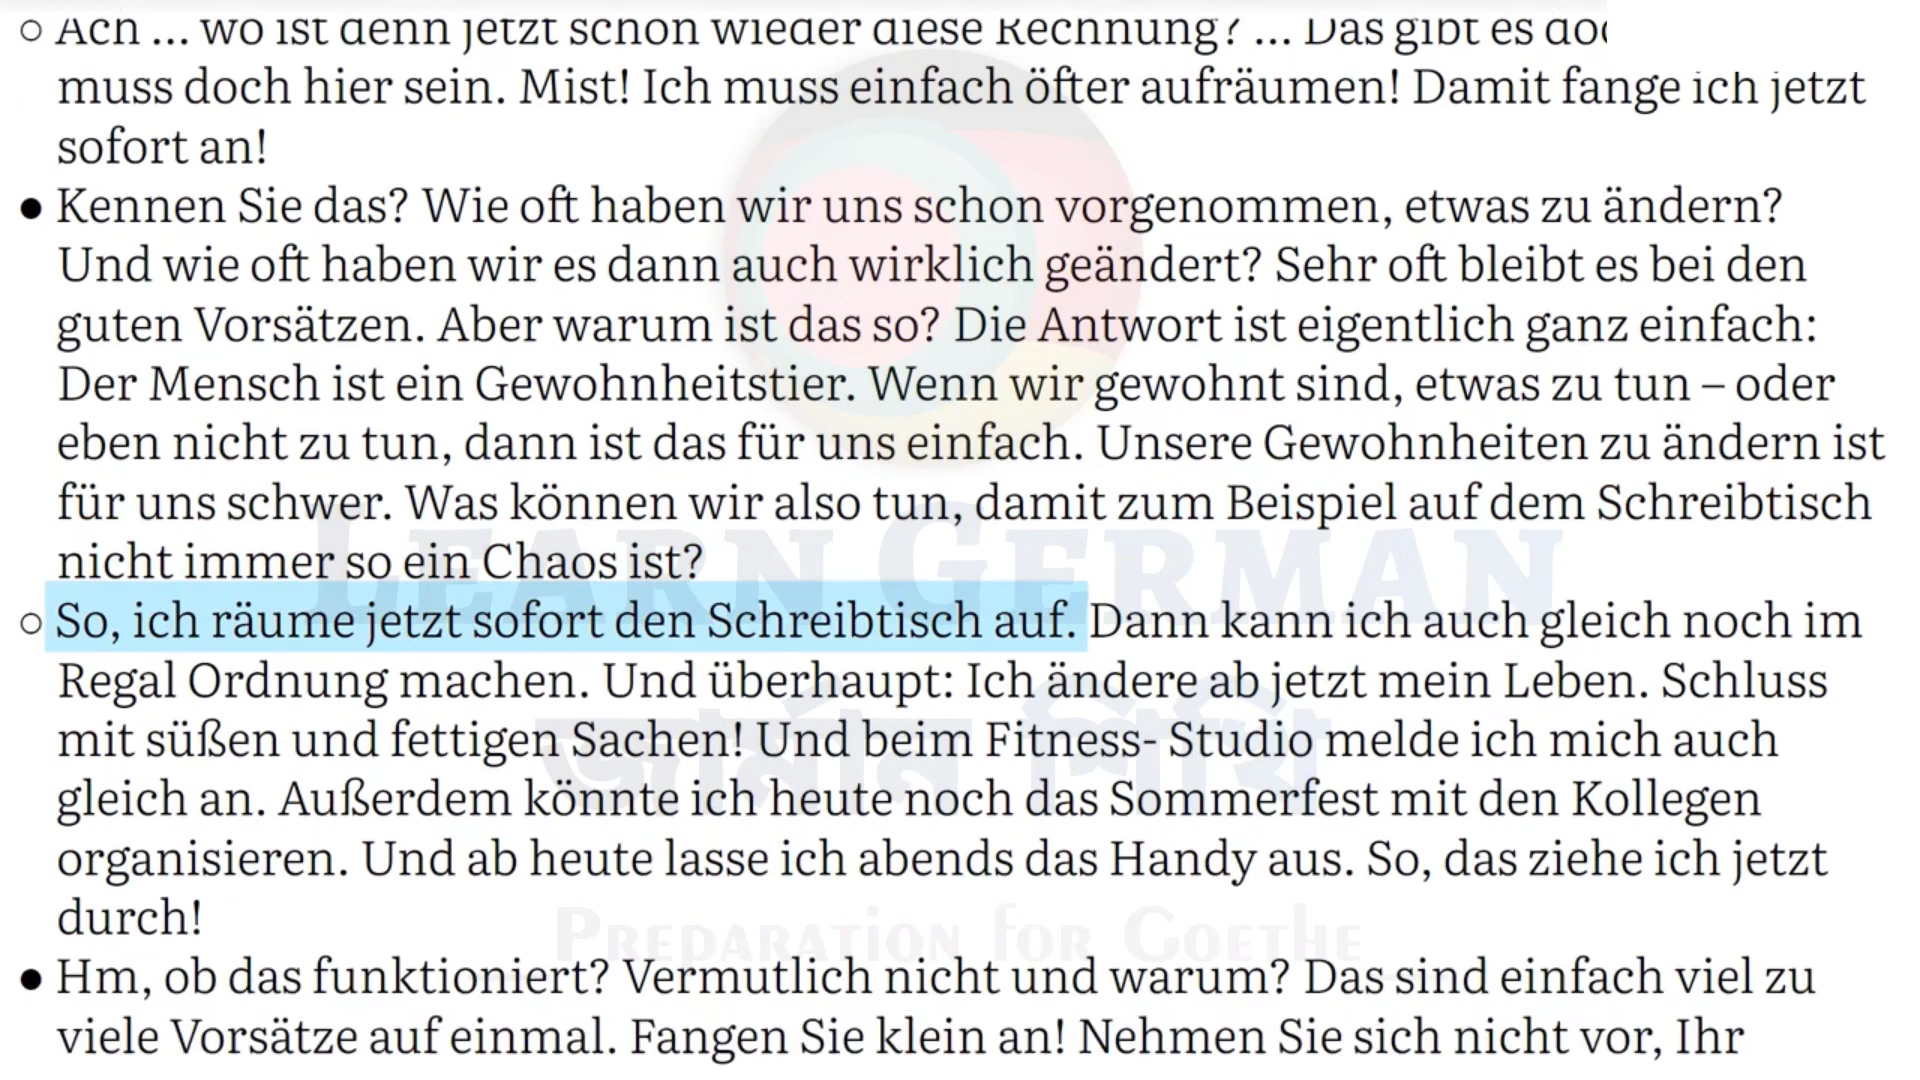 ○ Ach ... wo ist denn jetzt schon wieder diese Rechnung? ... Das gibt es
muss doch hier sein. Mist! Ich muss einfach öfter aufräumen! Damit fange ich jetzt
sofort an!
● Kennen Sie das? Wie oft haben wir uns schon vorgenommen, etwas zu ändern?
Und wie oft haben wir es dann auch wirklich geändert? Sehr oft bleibt es bei den
guten Vorsätzen. Aber warum ist das so? Die Antwort ist eigentlich ganz einfach:
Der Mensch ist ein Gewohnheitstier. Wenn wir gewohnt sind, etwas zu tun – oder
eben nicht zu tun, dann ist das für uns einfach. Unsere Gewohnheiten zu ändern ist
für uns schwer. Was können wir also tun, damit zum Beispiel auf dem Schreibtisch
nicht immer so ein Chaos ist?
LEARN GERMAN
○ So, ich räume jetzt sofort den Schreibtisch auf. Dann kann ich auch gleich noch im
Regal Ordnung machen. Und überhaupt: Ich ändere ab jetzt mein Leben. Schluss
mit süßen und fettigen Sachen! Und beim Fitness- Studio melde ich mich auch
জার্মান শিখি
gleich an. Außerdem könnte ich heute noch das Sommerfest mit den Kollegen
organisieren. Und ab heute lasse ich abends das Handy aus. So, das ziehe ich jetzt
durch!
PREPARATION FOR GOETHE
● Hm, ob das funktioniert? Vermutlich nicht und warum? Das sind einfach viel zu
viele Vorsätze auf einmal. Fangen Sie klein an! Nehmen Sie sich nicht vor, Ihr